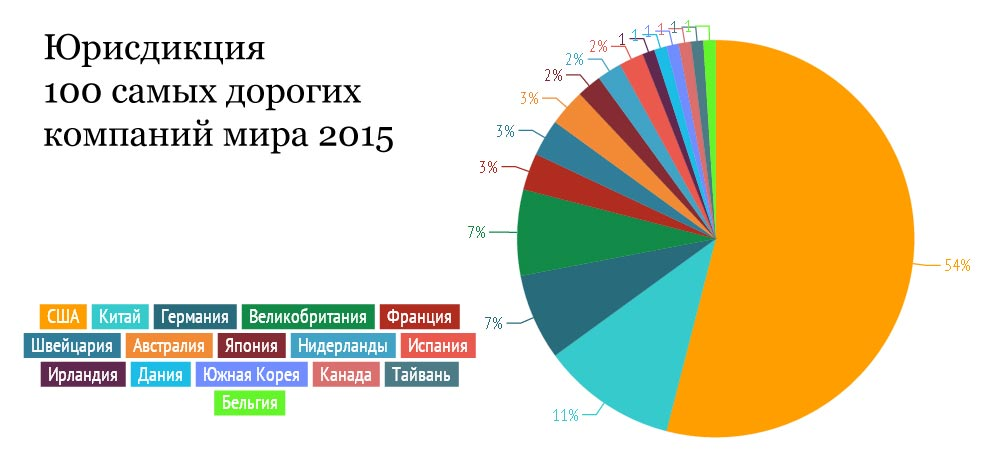 Юрисдикция
100 самых дорогих
компаний мира 2015
США Китай Германия Великобритания Франция
Швейцария Австралия Япония Нидерланды Испания
Ирландия Дания Южная Корея Канада Тайвань
Бельгия
54%
11%
7%
7%
3%
3%
3%
2%
2%
2%
1
1
1
1
1
1